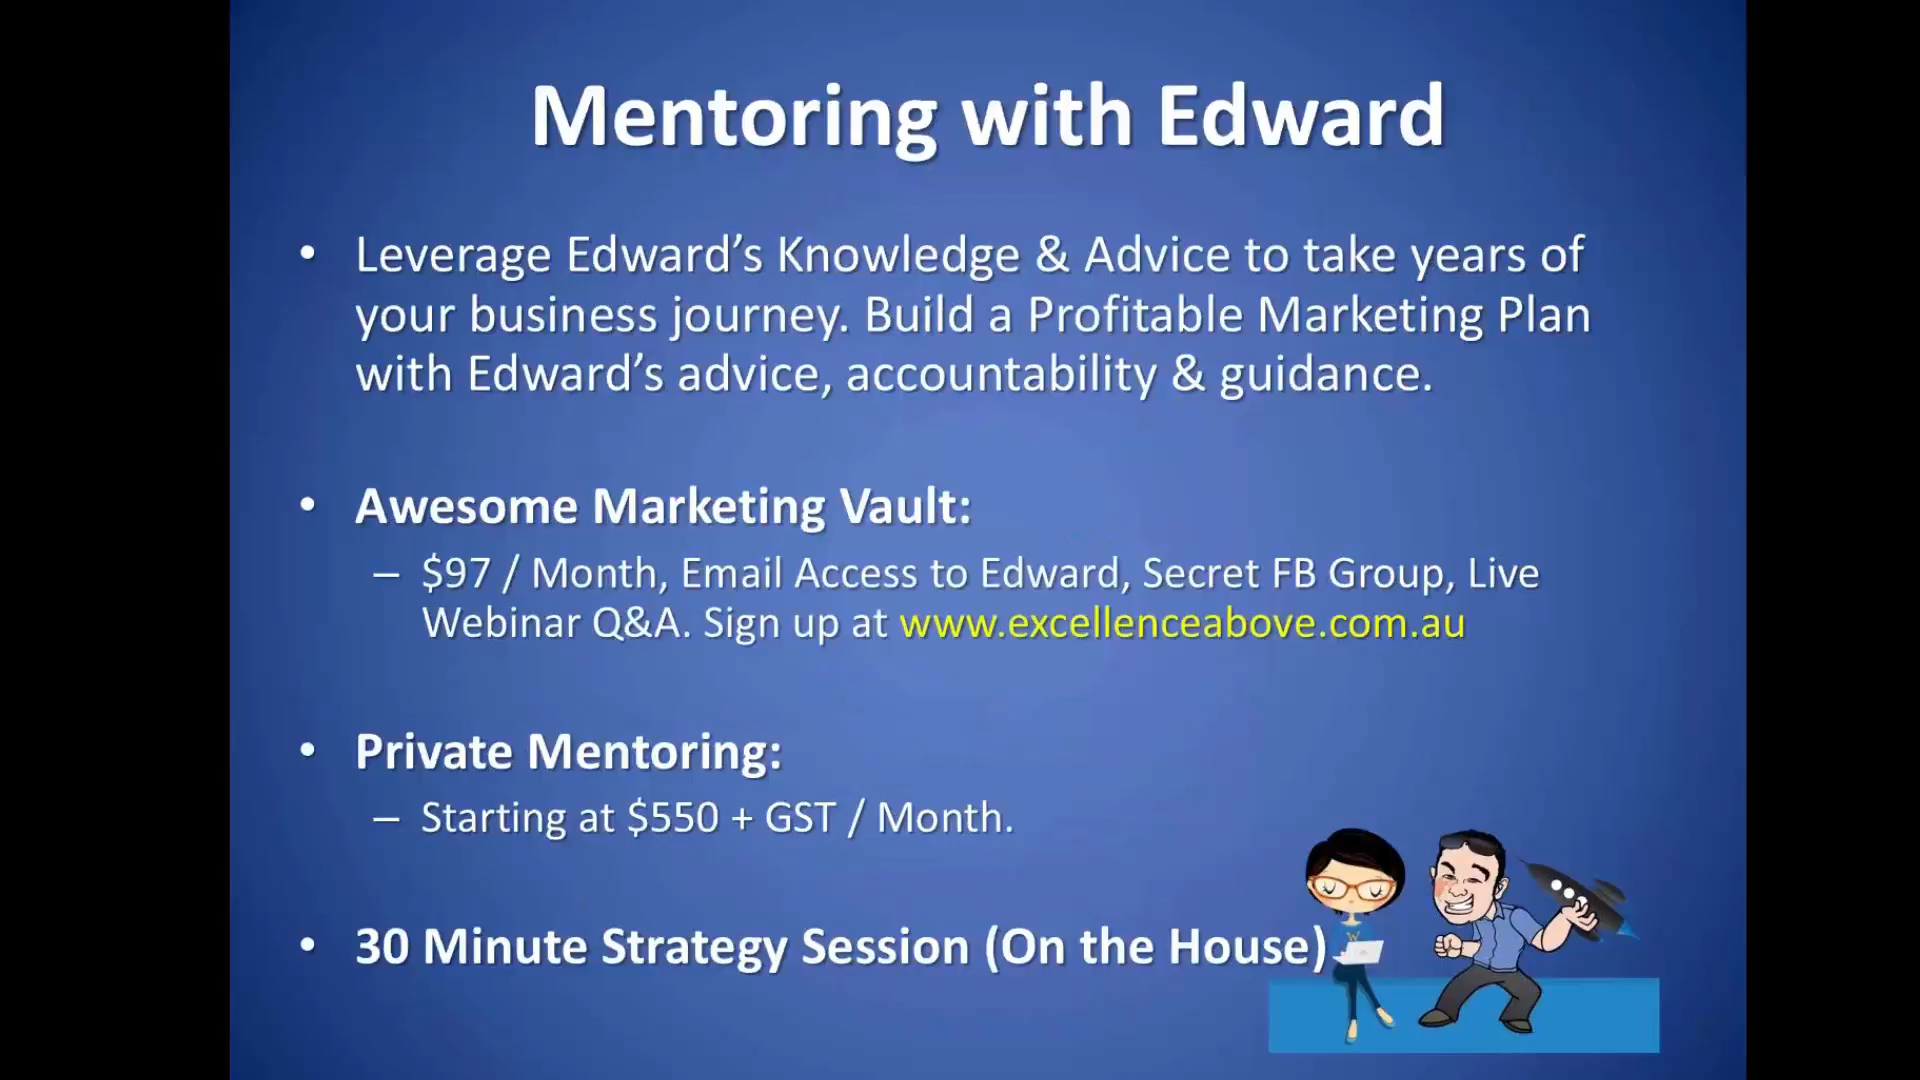 Mentoring with Edward
• Leverage Edward’s Knowledge & Advice to take years of
your business journey. Build a Profitable Marketing Plan
with Edward’s advice, accountability & guidance.
• Awesome Marketing Vault:
– $97 / Month, Email Access to Edward, Secret FB Group, Live
Webinar Q&A. Sign up at www.excellenceabove.com.au
• Private Mentoring:
– Starting at $550 + GST / Month.
• 30 Minute Strategy Session (On the House)